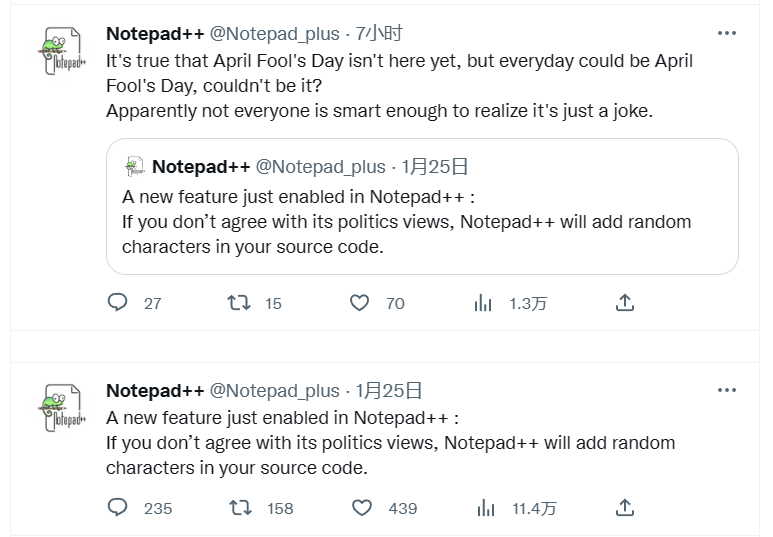 Notepad++ @Notepad_plus · 7小时
It's true that April Fool's Day isn't here yet, but everyday could be April
Fool's Day, couldn't be it?
Apparently not everyone is smart enough to realize it's just a joke.
Notepad++ @Notepad_plus · 1月25日
A new feature just enabled in Notepad++ :
If you don’t agree with its politics views, Notepad++ will add random
characters in your source code.
27 15 70 1.3万
Notepad++ @Notepad_plus · 1月25日
A new feature just enabled in Notepad++ :
If you don’t agree with its politics views, Notepad++ will add random
characters in your source code.
235 158 439 11.4万